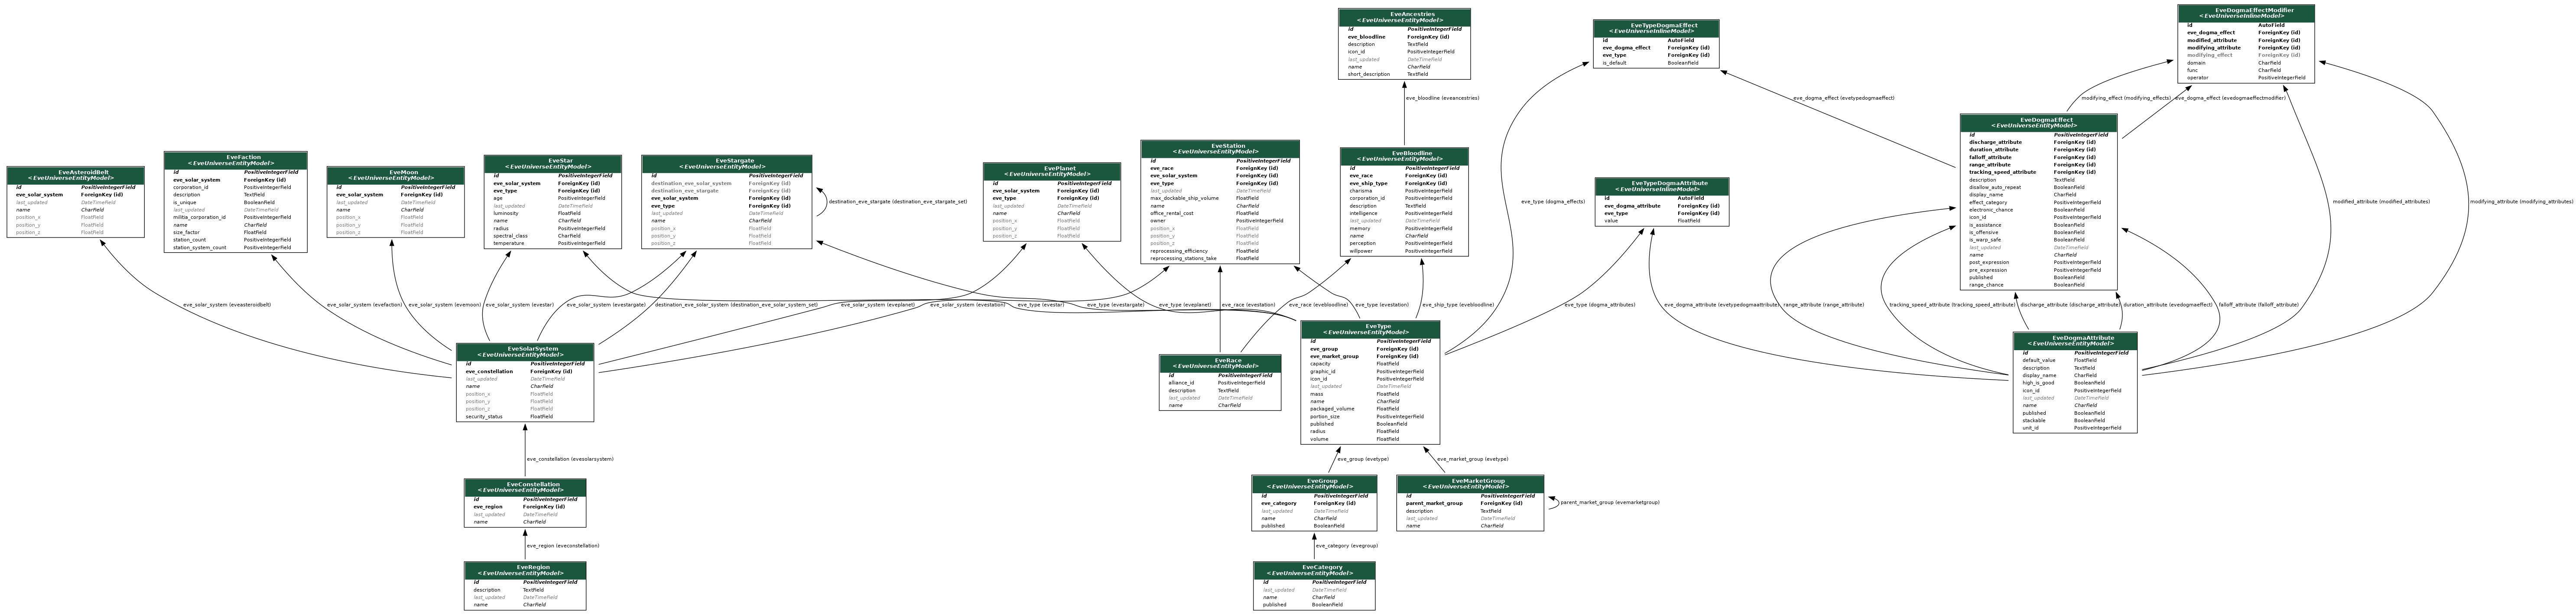 EveAncestries
<EveUniverseEntityModel>
id PositiveIntegerField
eve_bloodline ForeignKey (id)
description TextField
icon_id PositiveIntegerField
last_updated DateTimeField
name CharField
short_description TextField
EveTypeDogmaEffect
<EveUniverseInlineModel>
id AutoField
eve_dogma_effect ForeignKey (id)
eve_type ForeignKey (id)
is_default BooleanField
EveDogmaEffectModifier
<EveUniverseInlineModel>
id AutoField
eve_dogma_effect ForeignKey (id)
modified_attribute ForeignKey (id)
modifying_attribute ForeignKey (id)
modifying_effect ForeignKey (id)
domain CharField
func CharField
operator PositiveIntegerField
eve_bloodline (eveancestries)
eve_dogma_effect (evetypedogmaeffect)
modifying_effect (modifying_effects)
eve_dogma_effect (evedogmaeffectmodifier)
EveAsteroidBelt
<EveUniverseEntityModel>
id PositiveIntegerField
eve_solar_system ForeignKey (id)
last_updated DateTimeField
name CharField
position_x FloatField
position_y FloatField
position_z FloatField
EveFaction
<EveUniverseEntityModel>
id PositiveIntegerField
eve_solar_system ForeignKey (id)
corporation_id PositiveIntegerField
description TextField
is_unique BooleanField
last_updated DateTimeField
militia_corporation_id PositiveIntegerField
name CharField
size_factor FloatField
station_count PositiveIntegerField
station_system_count PositiveIntegerField
EveMoon
<EveUniverseEntityModel>
id PositiveIntegerField
eve_solar_system ForeignKey (id)
last_updated DateTimeField
name CharField
position_x FloatField
position_y FloatField
position_z FloatField
EveStar
<EveUniverseEntityModel>
id PositiveIntegerField
eve_solar_system ForeignKey (id)
eve_type ForeignKey (id)
age PositiveIntegerField
last_updated DateTimeField
luminosity FloatField
name CharField
radius PositiveIntegerField
spectral_class CharField
temperature PositiveIntegerField
EveStargate
<EveUniverseEntityModel>
id PositiveIntegerField
destination_eve_solar_system ForeignKey (id)
destination_eve_stargate ForeignKey (id)
eve_solar_system ForeignKey (id)
eve_type ForeignKey (id)
last_updated DateTimeField
name CharField
position_x FloatField
position_y FloatField
position_z FloatField
destination_eve_stargate (destination_eve_stargate_set)
EvePlanet
<EveUniverseEntityModel>
id PositiveIntegerField
eve_solar_system ForeignKey (id)
eve_type ForeignKey (id)
last_updated DateTimeField
name CharField
position_x FloatField
position_y FloatField
position_z FloatField
EveStation
<EveUniverseEntityModel>
id PositiveIntegerField
eve_race ForeignKey (id)
eve_solar_system ForeignKey (id)
eve_type ForeignKey (id)
last_updated DateTimeField
max_dockable_ship_volume FloatField
name CharField
office_rental_cost FloatField
owner_id PositiveIntegerField
position_x FloatField
position_y FloatField
position_z FloatField
reprocessing_efficiency FloatField
reprocessing_stations_take FloatField
EveBloodline
<EveUniverseEntityModel>
id PositiveIntegerField
eve_race ForeignKey (id)
eve_ship_type ForeignKey (id)
charisma PositiveIntegerField
corporation_id PositiveIntegerField
description TextField
intelligence PositiveIntegerField
last_updated DateTimeField
memory PositiveIntegerField
name CharField
perception PositiveIntegerField
willpower PositiveIntegerField
eve_type (dogma_effects)
EveTypeDogmaAttribute
<EveUniverseInlineModel>
id AutoField
eve_dogma_attribute ForeignKey (id)
eve_type ForeignKey (id)
value FloatField
EveDogmaEffect
<EveUniverseEntityModel>
id PositiveIntegerField
discharge_attribute ForeignKey (id)
duration_attribute ForeignKey (id)
falloff_attribute ForeignKey (id)
range_attribute ForeignKey (id)
tracking_speed_attribute ForeignKey (id)
description TextField
disallow_auto_repeat BooleanField
display_name CharField
effect_category PositiveIntegerField
electronic_chance BooleanField
icon_id PositiveIntegerField
is_assistance BooleanField
is_offensive BooleanField
is_warp_safe BooleanField
last_updated DateTimeField
name CharField
post_expression PositiveIntegerField
pre_expression PositiveIntegerField
published BooleanField
range_chance BooleanField
modified_attribute (modified_attributes)
modifying_attribute (modifying_attributes)
eve_solar_system (eveasteroidbelt)
eve_solar_system (evefaction)
eve_solar_system (evemoon)
eve_solar_system (evestar)
eve_solar_system (evestargate)
eve_solar_system (destination_eve_solar_system_set)
eve_solar_system (eveplanet)
eve_solar_system (evestation)
eve_type (evestar)
eve_type (evestargate)
eve_type (eveplanet)
eve_race (evestation)
eve_race (evebloodline)
eve_type (evestation)
eve_ship_type (evebloodline)
eve_type (dogma_attributes)
eve_dogma_attribute (evetypedogmaattribute)
range_attribute (range_attribute)
tracking_speed_attribute (tracking_speed_attribute)
discharge_attribute (discharge_attribute)
duration_attribute (evedogmaeffect)
falloff_attribute (falloff_attribute)
EveSolarSystem
<EveUniverseEntityModel>
id PositiveIntegerField
eve_constellation ForeignKey (id)
last_updated DateTimeField
name CharField
position_x FloatField
position_y FloatField
position_z FloatField
security_status FloatField
EveRace
<EveUniverseEntityModel>
id PositiveIntegerField
alliance_id PositiveIntegerField
description TextField
last_updated DateTimeField
name CharField
EveType
<EveUniverseEntityModel>
id PositiveIntegerField
eve_group ForeignKey (id)
eve_market_group ForeignKey (id)
capacity FloatField
graphic_id PositiveIntegerField
icon_id PositiveIntegerField
last_updated DateTimeField
mass FloatField
name CharField
packaged_volume FloatField
portion_size PositiveIntegerField
published BooleanField
radius FloatField
volume FloatField
EveDogmaAttribute
<EveUniverseEntityModel>
id PositiveIntegerField
default_value FloatField
description TextField
display_name CharField
high_is_good BooleanField
icon_id PositiveIntegerField
last_updated DateTimeField
name CharField
published BooleanField
stackable BooleanField
unit_id PositiveIntegerField
eve_constellation (evesolarsystem)
eve_group (evetype)
eve_market_group (evetype)
EveConstellation
<EveUniverseEntityModel>
id PositiveIntegerField
eve_region ForeignKey (id)
last_updated DateTimeField
name CharField
EveGroup
<EveUniverseEntityModel>
id PositiveIntegerField
eve_category ForeignKey (id)
last_updated DateTimeField
name CharField
published BooleanField
EveMarketGroup
<EveUniverseEntityModel>
id PositiveIntegerField
parent_market_group ForeignKey (id)
description TextField
last_updated DateTimeField
name CharField
parent_market_group (evemarketgroup)
eve_region (eveconstellation)
eve_category (evegroup)
EveRegion
<EveUniverseEntityModel>
id PositiveIntegerField
description TextField
last_updated DateTimeField
name CharField
EveCategory
<EveUniverseEntityModel>
id PositiveIntegerField
last_updated DateTimeField
name CharField
published BooleanField